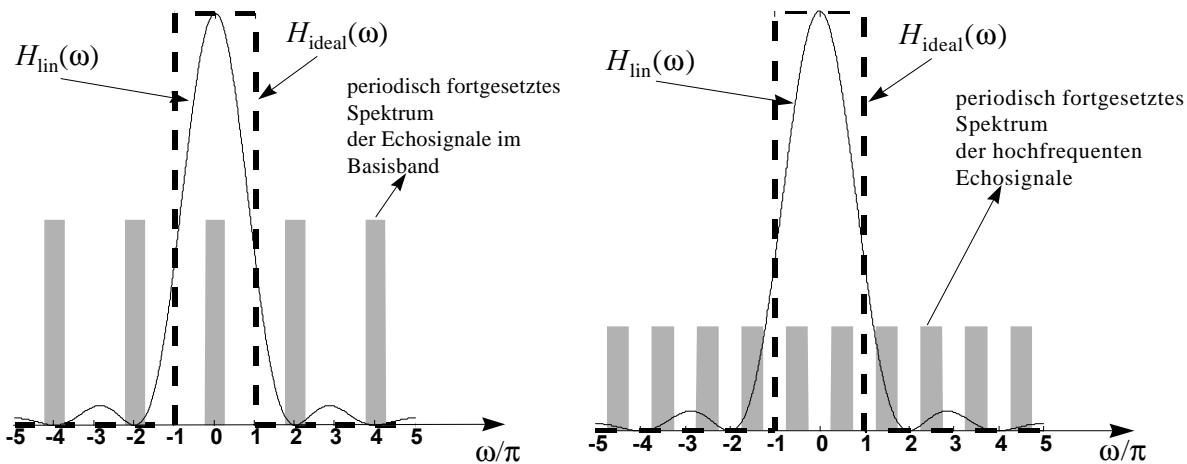 H_lin(ω)
H_ideal(ω)
periodisch fortgesetztes
Spektrum
der Echosignale im
Basisband
-5 -4 -3 -2 -1 0 1 2 3 4 5
ω/π
H_lin(ω)
H_ideal(ω)
periodisch fortgesetztes
Spektrum
der hochfrequenten
Echosignale
-5 -4 -3 -2 -1 0 1 2 3 4 5
ω/π